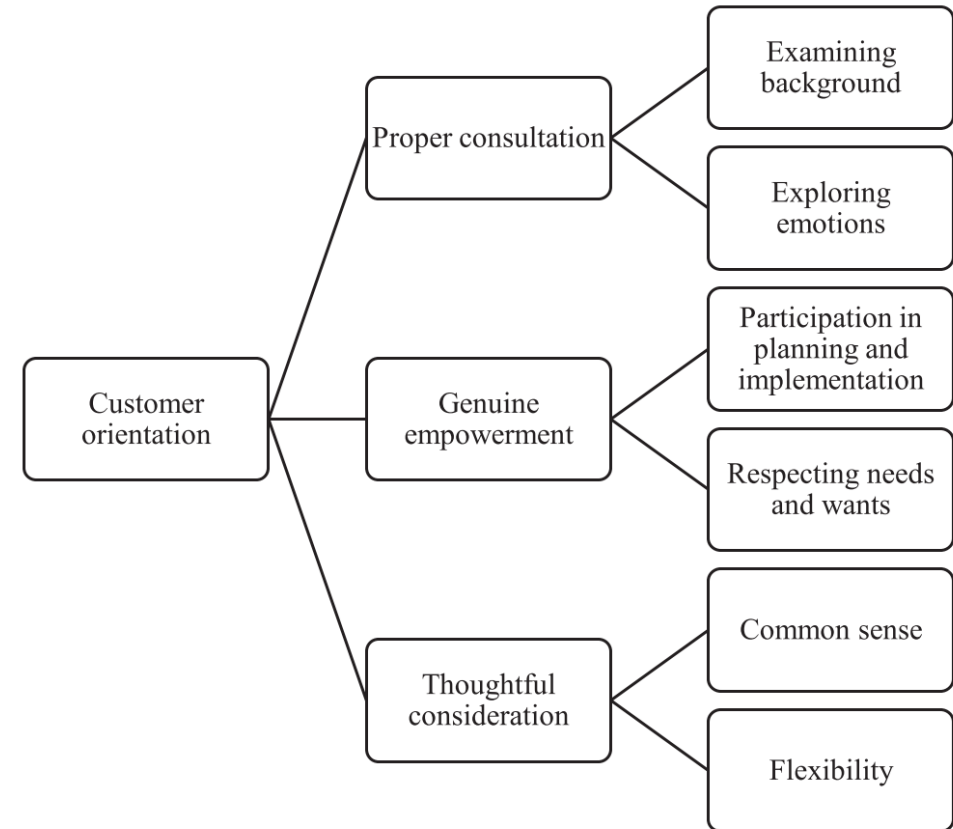 Examining
background
Proper consultation
Exploring
emotions
Participation in
planning and
implementation
Customer
orientation
Genuine
empowerment
Respecting needs
and wants
Common sense
Thoughtful
consideration
Flexibility